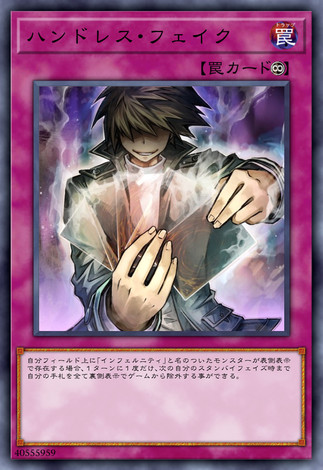 ハンドレス・フェイク
トラップ
罠
【罠カード♾】
自分フィールド上に「インフェルニティ」と名のついたモンスターが表側表示
で存在する場合、1ターンに1度だけ、次の自分のスタンバイフェイズ時まで
自分の手札を全て裏側表示でゲームから除外する事ができる。
40555959